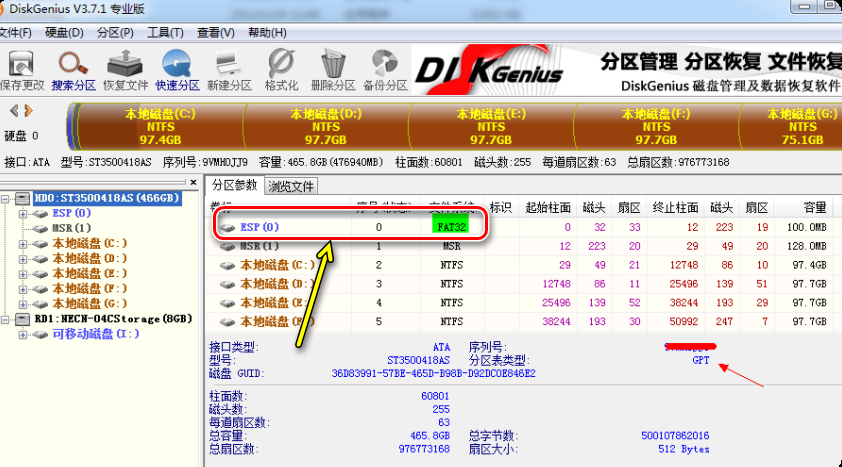 DiskGenius V3.7.1 专业版
文件(F) 硬盘(D) 分区(P) 工具(T) 查看(V) 帮助(H)
保存更改 搜索分区 恢复文件 快速分区 新建分区 格式化 删除分区 备份分区
DISKGenius
分区管理 分区恢复 文件恢复
DiskGenius 磁盘管理及数据恢复软件
硬盘 0
本地磁盘(C:) 本地磁盘(D:) 本地磁盘(E:) 本地磁盘(F:) 本地磁盘(G:)
NTFS NTFS NTFS NTFS NTFS
97.4GB 97.7GB 97.7GB 97.7GB 75.1GB
接口:ATA 型号:ST3500418AS 序列号:9VMHQJJ9 容量:465.8GB(476940MB) 柱面数:60801 磁头数:255 每道扇区数:63 总扇区数:976773168
HD0:ST3500418AS (466GB)
ESP(0)
MSR(1)
本地磁盘(C:)
本地磁盘(D:)
本地磁盘(E:)
本地磁盘(F:)
本地磁盘(G:)
RD1:NECN-04CStorage(8GB)
可移动磁盘(I:)
分区参数 浏览文件
卷标 序号(状态) 文件系统 标识 起始柱面 磁头 扇区 终止柱面 磁头 扇区 容量
ESP(0) 0 FAT32 0 32 33 12 223 19 100.0MB
MSR(1) 1 MSR 12 223 20 29 49 20 128.0MB
本地磁盘(C:) 2 NTFS 29 49 21 12748 86 10 97.4GB
本地磁盘(D:) 3 NTFS 12748 86 11 25496 139 51 97.7GB
本地磁盘(E:) 4 NTFS 25496 139 52 38244 193 29 97.7GB
本地磁盘(F:) 5 NTFS 38244 193 30 50992 247 7 97.7GB
接口类型: ATA 序列号:
型号: ST3500418AS 分区表类型: GPT
磁盘 GUID: 36D83991-57BE-465D-B98B-D92DC0E846E2
柱面数: 60801
磁头数: 255
每道扇区数: 63
总容量: 465.8GB 总字节数: 500107862016
总扇区数: 976773168 扇区大小: 512 Bytes